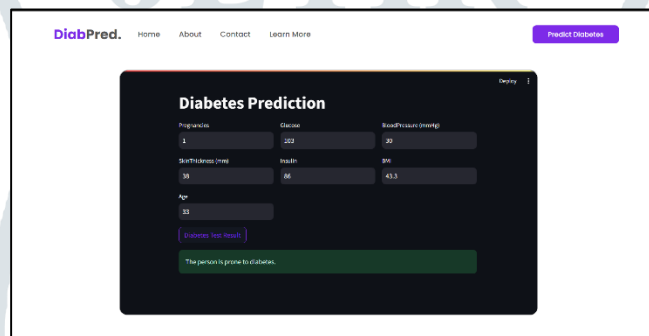 DiabPred. Home About Contact Learn More Predict Diabetes
Deploy
Diabetes Prediction
Pregnancies Glucose BloodPressure (mmHg)
1 103 30
SkinThickness (mm) Insulin BMI
38 86 43.3
Age
33
Diabetes Test Result
The person is prone to diabetes.